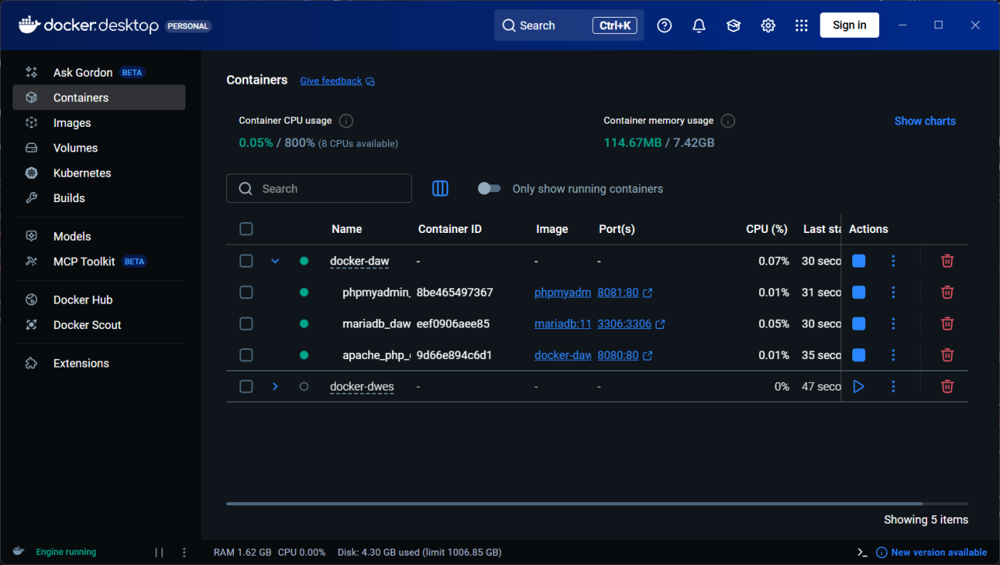 docker.desktop PERSONAL Search Ctrl+K Sign in
Ask Gordon BETA
Containers
Images
Volumes
Kubernetes
Builds
Models
MCP Toolkit BETA
Docker Hub
Docker Scout
Extensions
Containers Give feedback
Container CPU usage Container memory usage Show charts
0.05% / 800% (8 CPUs available) 114.67MB / 7.42GB
Search Only show running containers
Name Container ID Image Port(s) CPU (%) Last sta Actions
docker-daw - - - 0.07% 30 seco
phpmyadmin_ 8be465497367 phpmyadm 8081:80 0.01% 31 seco
mariadb_daw eef0906aee85 mariadb:11 3306:3306 0.05% 30 seco
apache_php_ 9d66e894c6d1 docker-daw 8080:80 0.01% 35 seco
docker-dwes - - - 0% 47 seco
Showing 5 items
Engine running RAM 1.62 GB CPU 0.00% Disk: 4.30 GB used (limit 1006.85 GB) New version available